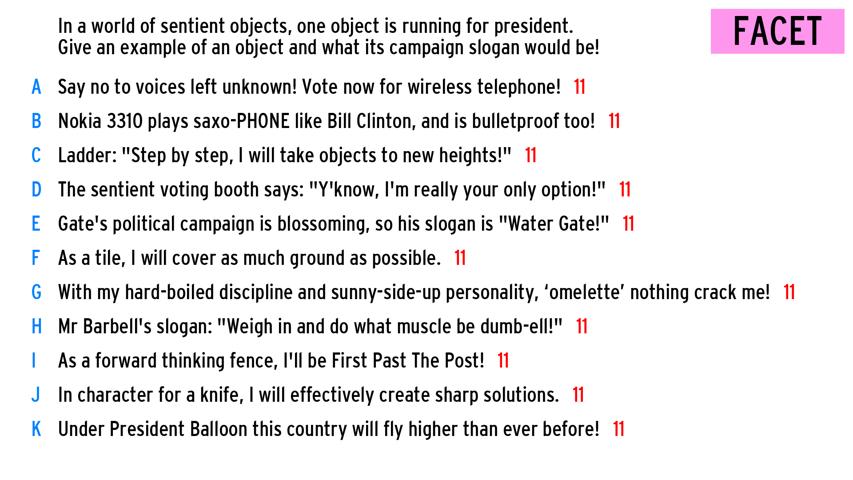 In a world of sentient objects, one object is running for president.
Give an example of an object and what its campaign slogan would be!
FACET
A Say no to voices left unknown! Vote now for wireless telephone! 11
B Nokia 3310 plays saxo-PHONE like Bill Clinton, and is bulletproof too! 11
C Ladder: "Step by step, I will take objects to new heights!" 11
D The sentient voting booth says: "Y'know, I'm really your only option!" 11
E Gate's political campaign is blossoming, so his slogan is "Water Gate!" 11
F As a tile, I will cover as much ground as possible. 11
G With my hard-boiled discipline and sunny-side-up personality, ‘omelette’ nothing crack me! 11
H Mr Barbell's slogan: "Weigh in and do what muscle be dumb-ell!" 11
I As a forward thinking fence, I'll be First Past The Post! 11
J In character for a knife, I will effectively create sharp solutions. 11
K Under President Balloon this country will fly higher than ever before! 11